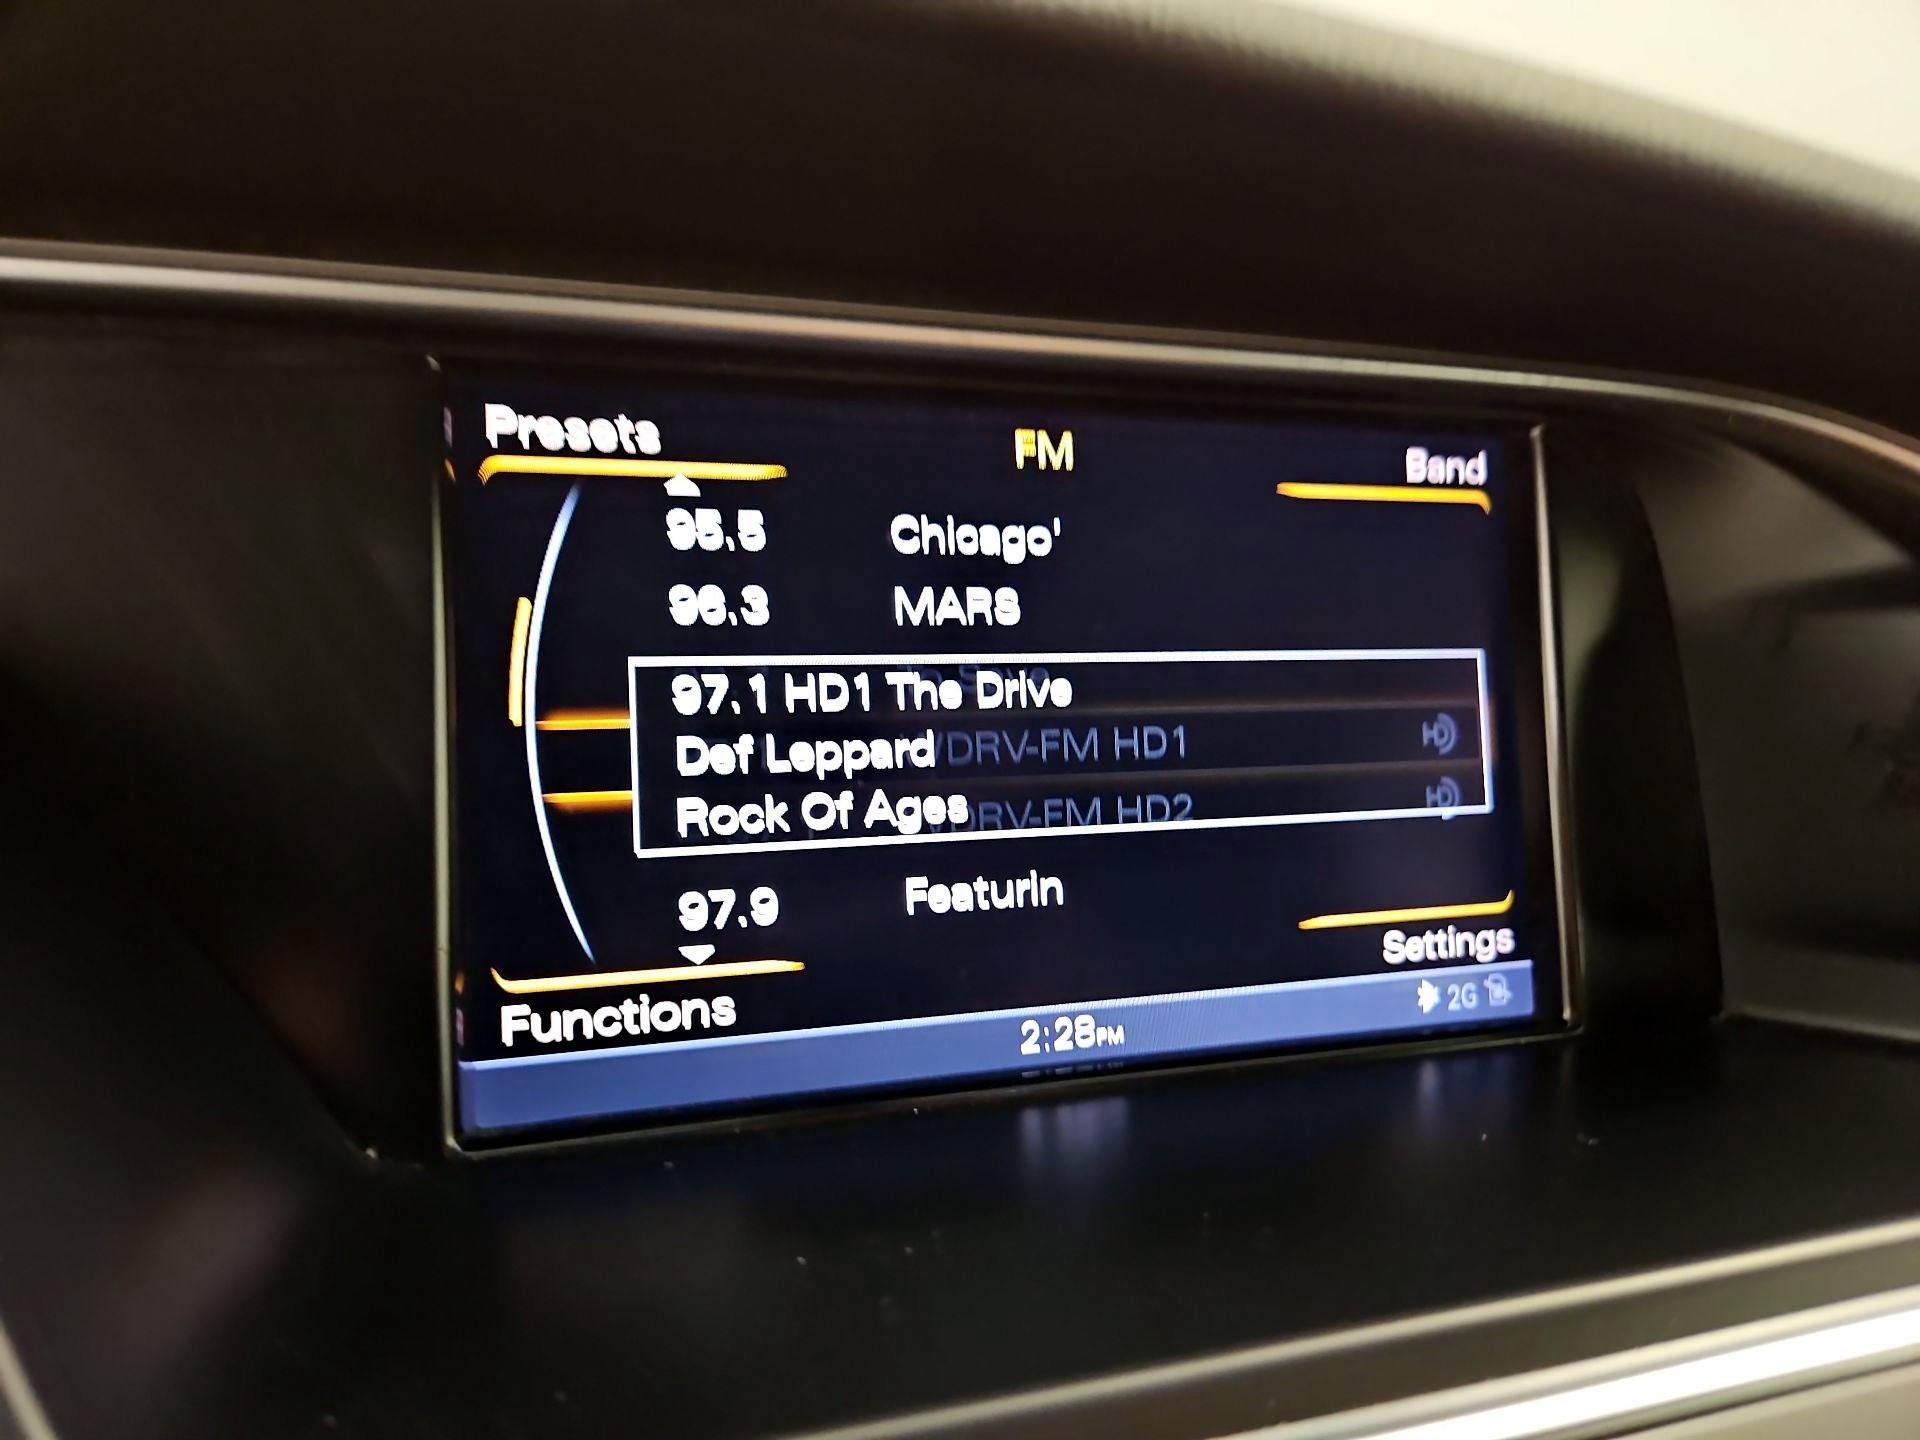 Presets
FM
Band
95.5 Chicago'
96.3 MARS
97.1 HD1 The Drive
Def Leppard
DRV-FM HD1
Rock Of Ages
DRV-FM HD2
97.9 Featurin
Settings
Functions
2G
2:28PM